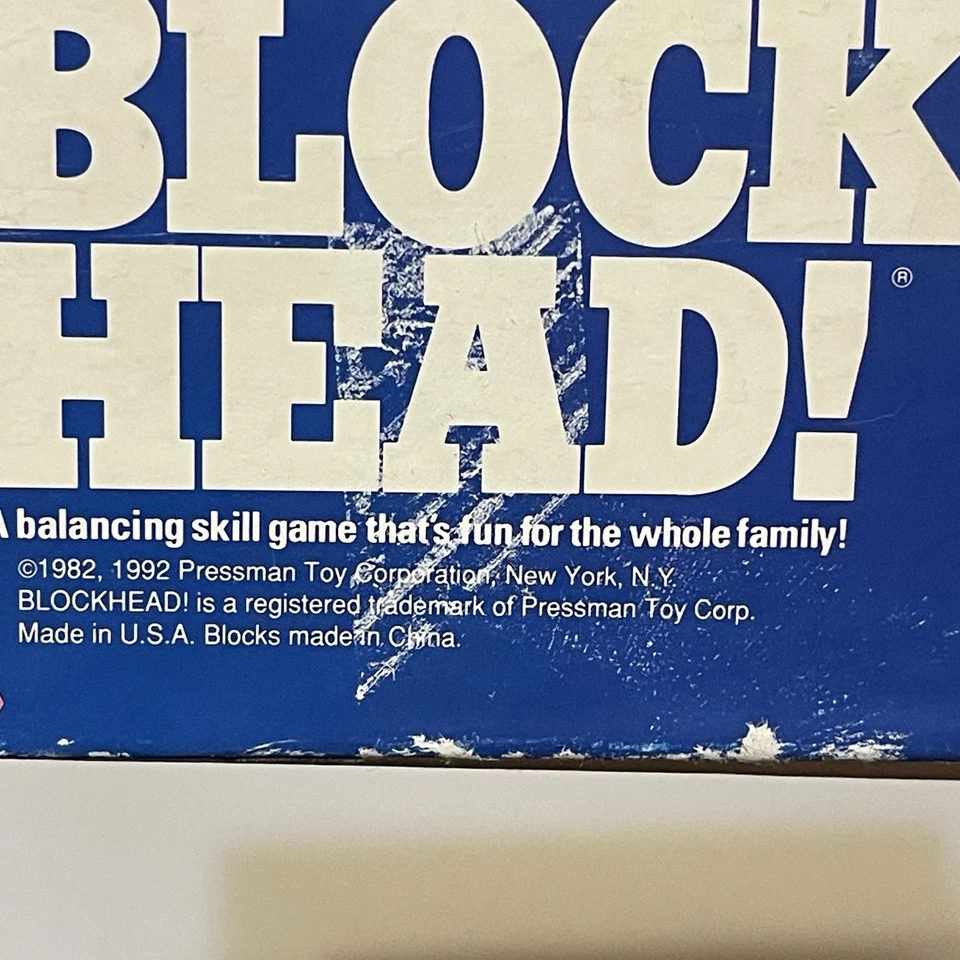 BLOCK
HEAD!®
A balancing skill game that's fun for the whole family!
©1982, 1992 Pressman Toy Corporation, New York, N.Y.
BLOCKHEAD! is a registered trademark of Pressman Toy Corp.
Made in U.S.A. Blocks made in China.